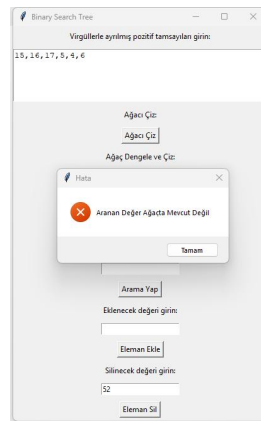 Binary Search Tree
Virgüllerle ayrılmış pozitif tamsayıları girin:
15,16,17,5,4,6
Ağacı Çiz:
Ağacı Çiz
Ağaç Dengele ve Çiz:
Hata
Aranan Değer Ağaçta Mevcut Değil
Tamam
Arama Yap
Eklenecek değeri girin:
Eleman Ekle
Silinecek değeri girin:
52
Eleman Sil